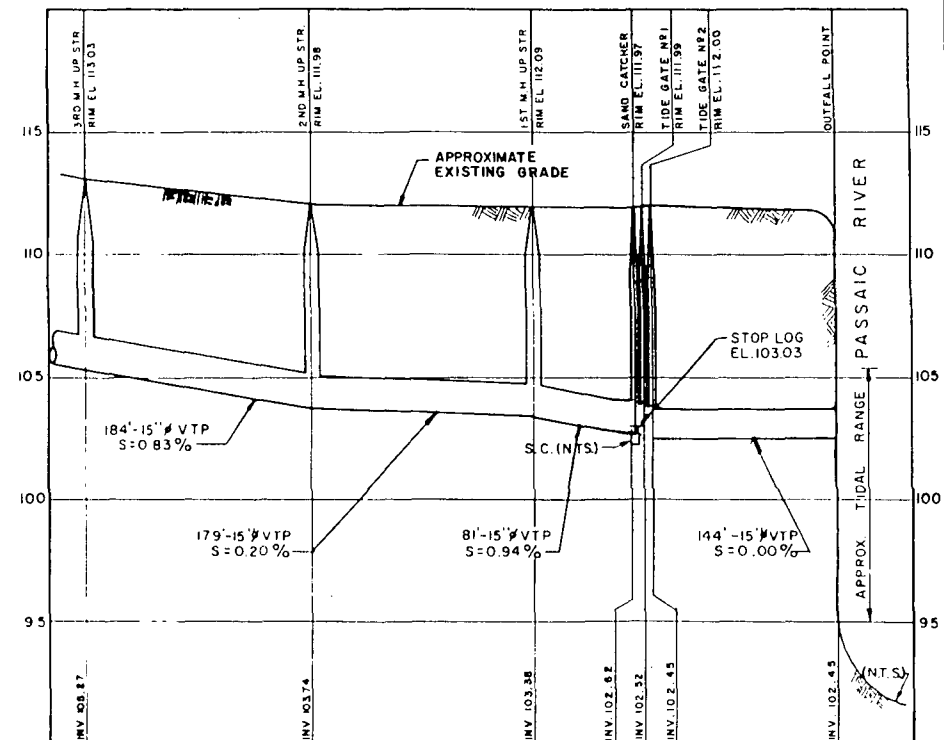 3RD M H UP STR.
RIM EL. 113.03
2ND M.H UP STR.
RIM EL. 111.98
1ST M.H UP STR.
RIM EL 112.09
SAND CATCHER
RIM EL. 111.97
TIDE GATE Nº1
RIM EL. 111.99
TIDE GATE Nº2
RIM EL. 112.00
OUTFALL POINT
115
115
APPROXIMATE
EXISTING GRADE
110
110
PASSAIC RIVER
STOP LOG
EL.103.03
105
105
184'-15"ø VTP
S=0.83%
S.C. (N.T.S.)
APPROX. TIDAL RANGE
100
100
179'-15"ø VTP
S=0.20%
81'-15"ø VTP
S=0.94%
144'-15"ø VTP
S=0.00%
95
95
(N.T.S.)
INV 105.27
INV 103.74
INV 103.38
INV 102.62
INV 102.52
INV. 102.45
INV 102.45